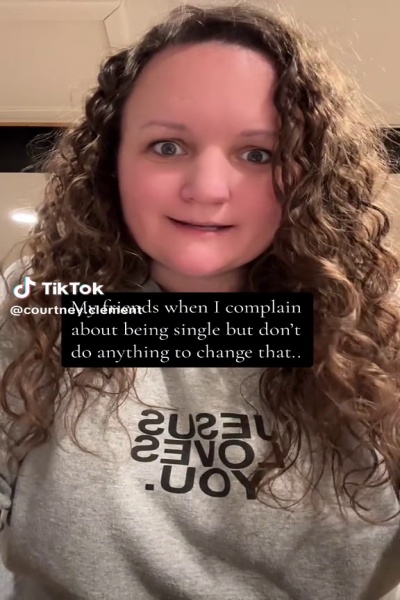 TikTok
@courtney.clement
My friends when I complain
about being single but don't
do anything to change that..
JESUS
LOVES
YOU.